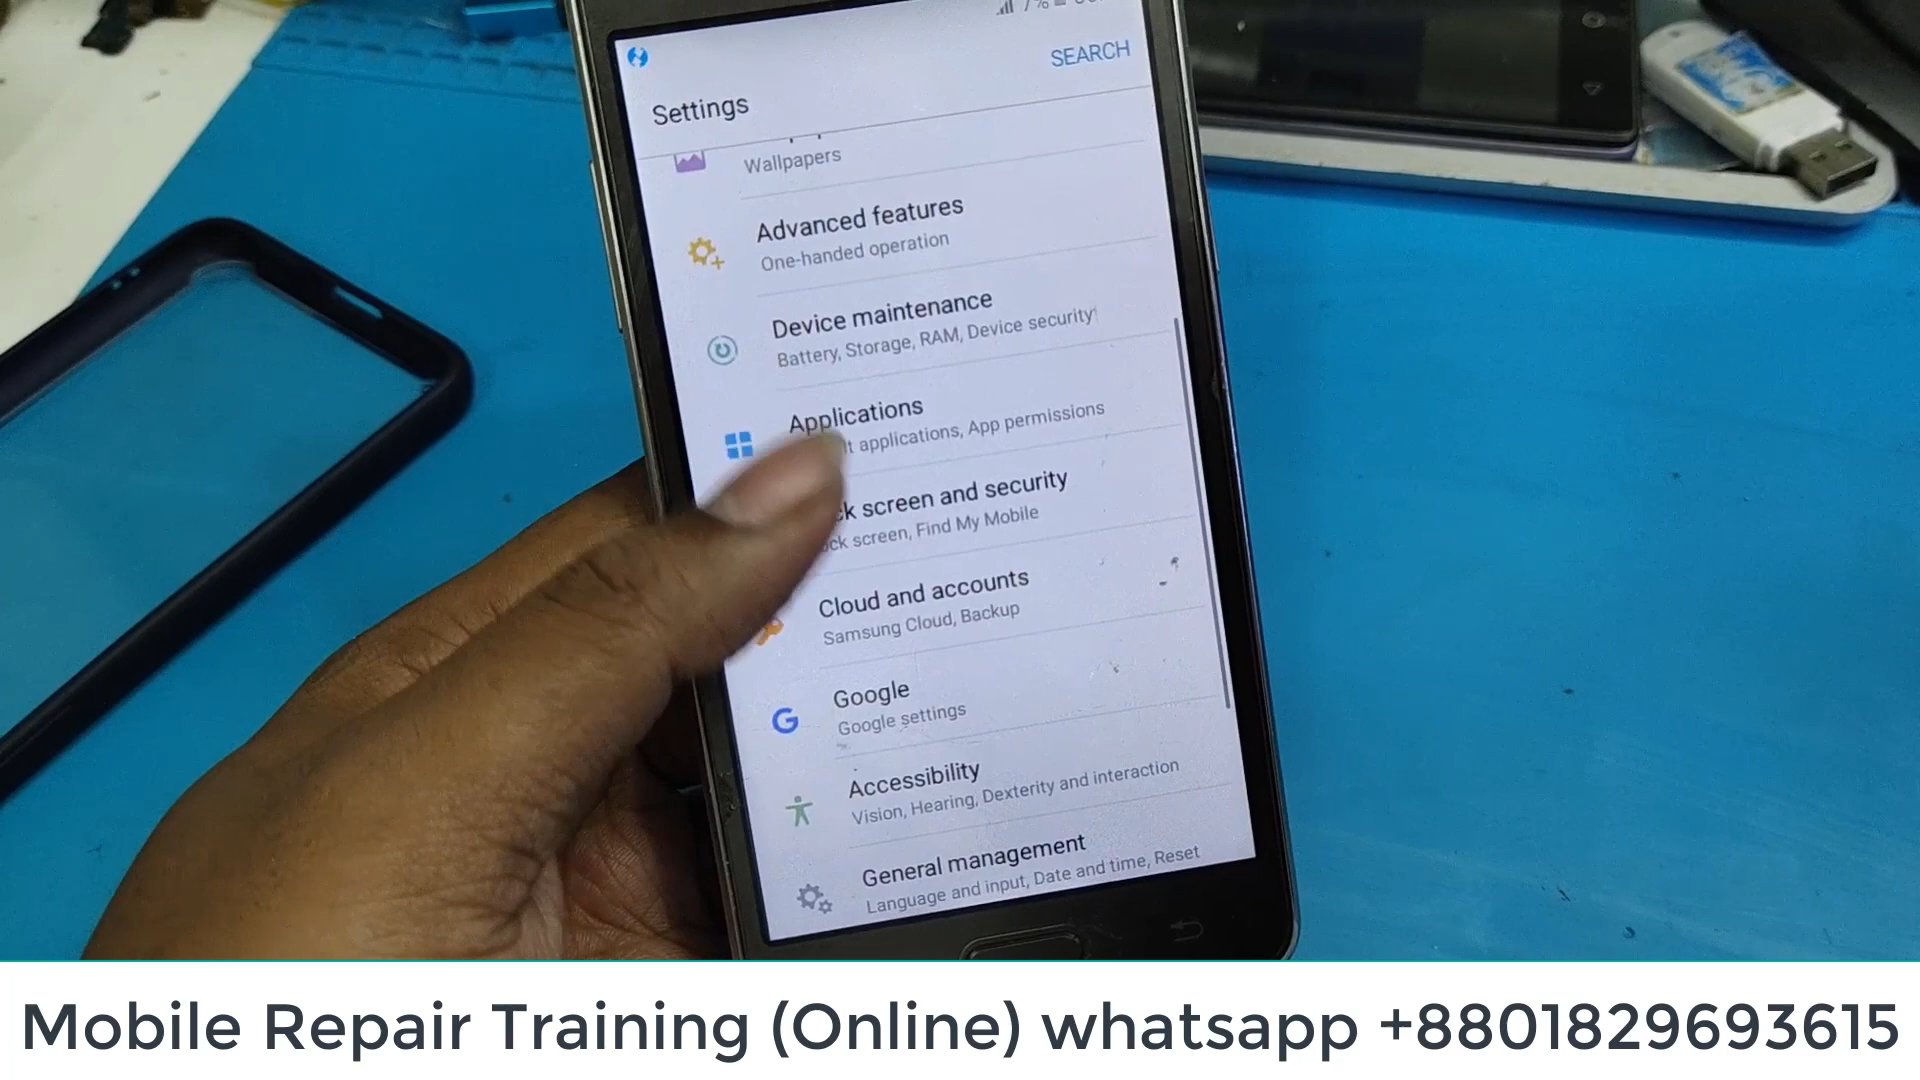 7%
SEARCH
Settings
Wallpapers
Advanced features
One-handed operation
Device maintenance
Battery, Storage, RAM, Device security
Applications
applications, App permissions
screen and security
screen, Find My Mobile
Cloud and accounts
Samsung Cloud, Backup
G
Google
Google settings
Accessibility
Vision, Hearing, Dexterity and interaction
General management
Language and input, Date and time, Reset
Mobile Repair Training (Online) whatsapp +8801829693615